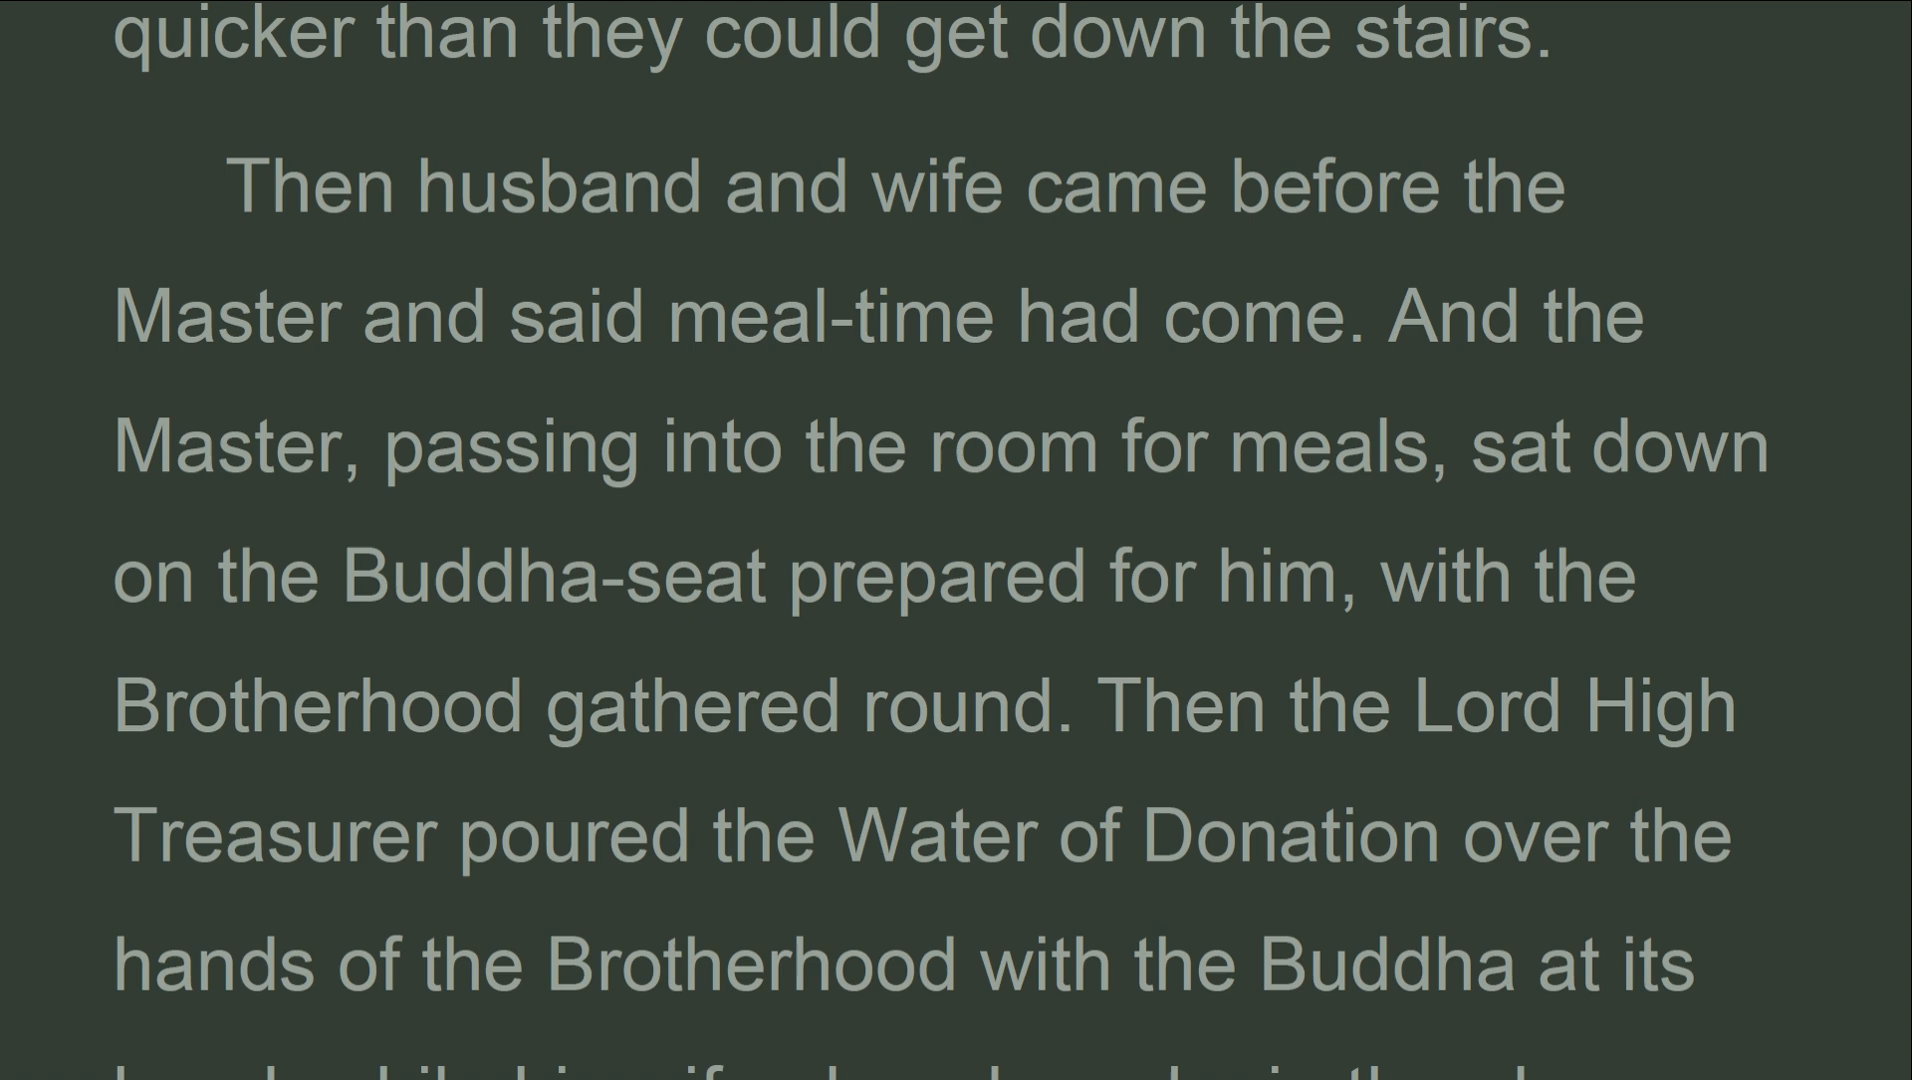 quicker than they could get down the stairs.
Then husband and wife came before the
Master and said meal-time had come. And the
Master, passing into the room for meals, sat down
on the Buddha-seat prepared for him, with the
Brotherhood gathered round. Then the Lord High
Treasurer poured the Water of Donation over the
hands of the Brotherhood with the Buddha at its